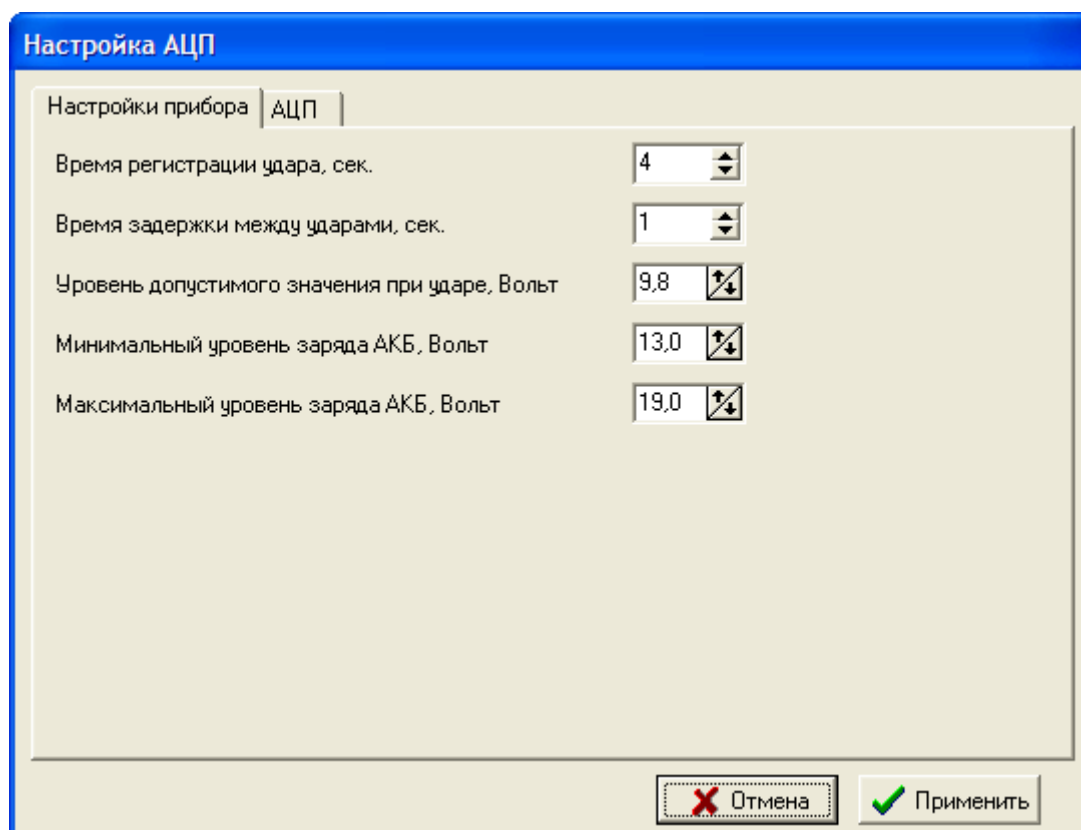 Настройка АЦП
Настройки прибора АЦП
Время регистрации удара, сек. 4
Время задержки между ударами, сек. 1
Уровень допустимого значения при ударе, Вольт 9,8
Минимальный уровень заряда АКБ, Вольт 13,0
Максимальный уровень заряда АКБ, Вольт 19,0
Отмена Применить